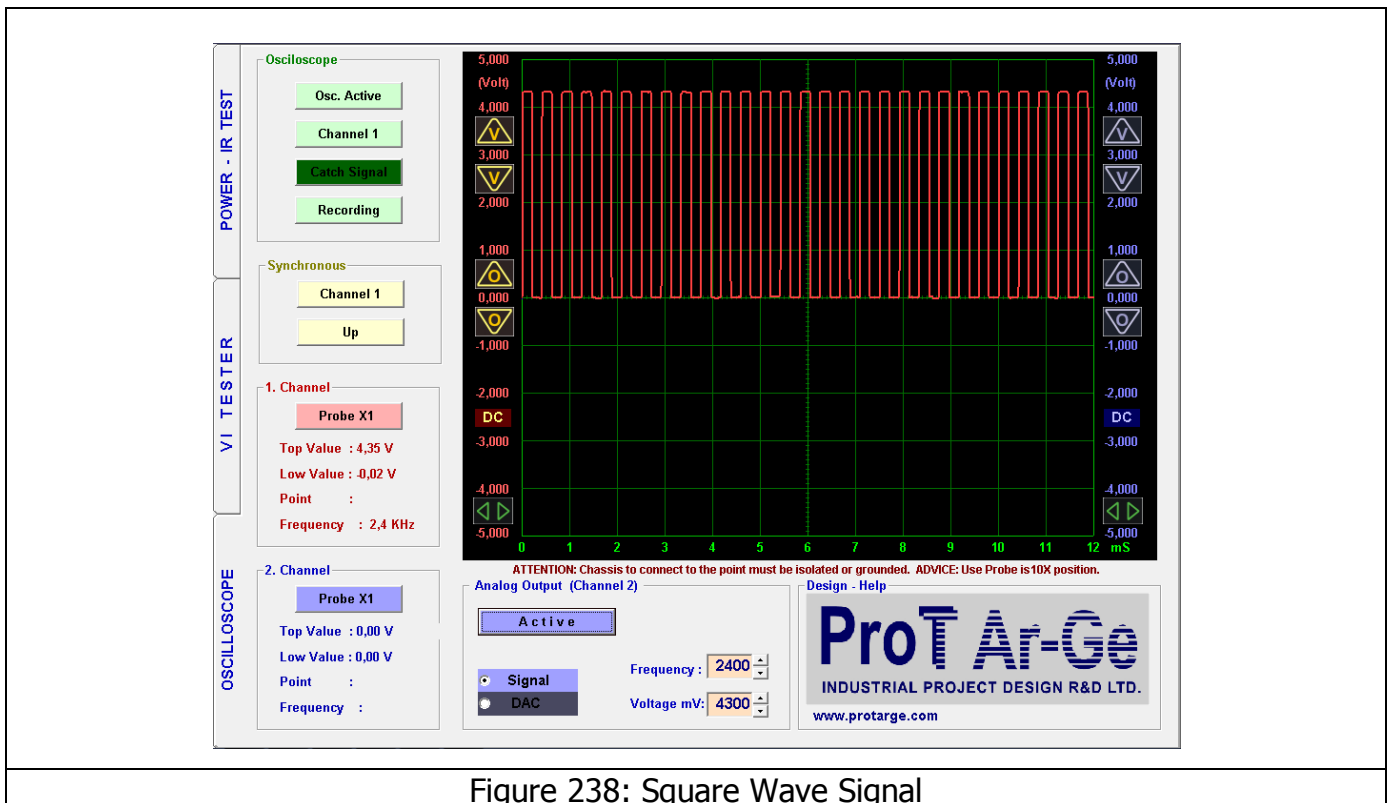 POWER - IR TEST
VI TESTER
OSCILLOSCOPE
Osciloscope
Osc. Active
Channel 1
Catch Signal
Recording
Synchronous
Channel 1
Up
1. Channel
Probe X1
Top Value : 4,35 V
Low Value : -0,02 V
Point :
Frequency : 2,4 KHz
2. Channel
Probe X1
Top Value : 0,00 V
Low Value : 0,00 V
Point :
Frequency :
5,000
(Volt)
4,000
V
3,000
V
2,000
1,000
O
0,000
O
-1,000
-2,000
DC
-3,000
-4,000
-5,000
5,000
(Volt)
4,000
V
3,000
V
2,000
1,000
O
0,000
O
-1,000
-2,000
DC
-3,000
-4,000
-5,000
0 1 2 3 4 5 6 7 8 9 10 11 12 mS
ATTENTION: Chassis to connect to the point must be isolated or grounded. ADVICE: Use Probe is10X position.
Analog Output (Channel 2)
Active
Signal
DAC
Frequency : 2400
Voltage mV: 4300
Design - Help
ProT Ar-Ge
INDUSTRIAL PROJECT DESIGN R&D LTD.
www.protarge.com
Figure 238: Square Wave Signal